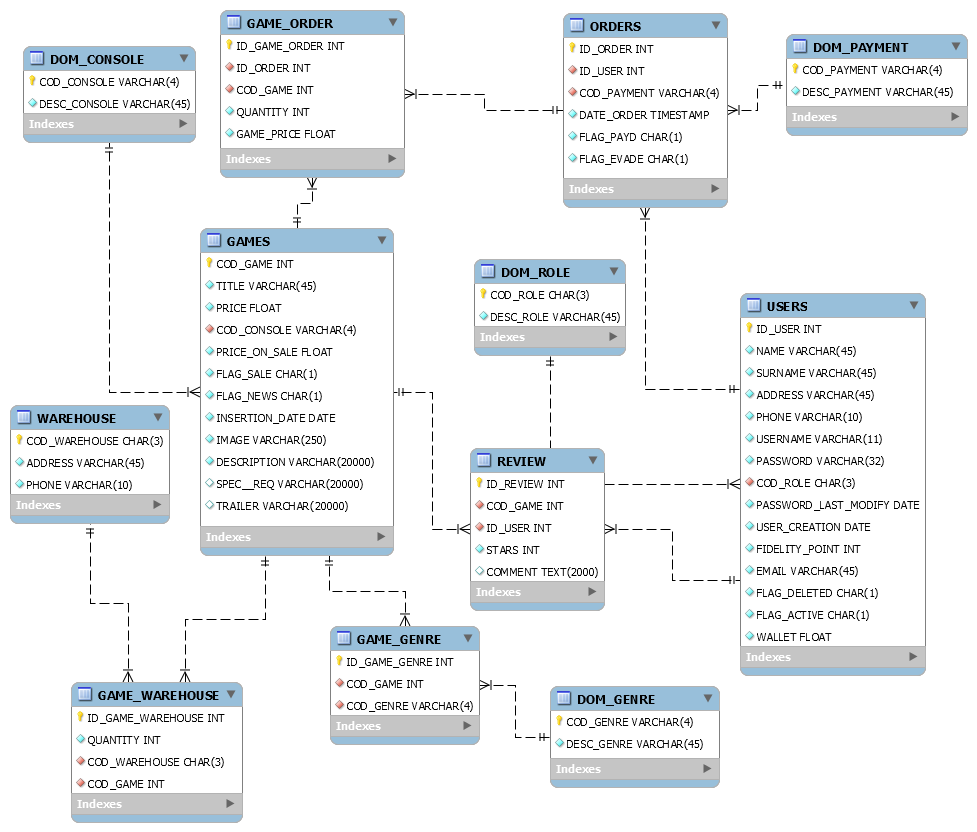 DOM_CONSOLE
COD_CONSOLE VARCHAR(4)
DESC_CONSOLE VARCHAR(45)
Indexes
GAME_ORDER
ID_GAME_ORDER INT
ID_ORDER INT
COD_GAME INT
QUANTITY INT
GAME_PRICE FLOAT
Indexes
ORDERS
ID_ORDER INT
ID_USER INT
COD_PAYMENT VARCHAR(4)
DATE_ORDER TIMESTAMP
FLAG_PAYD CHAR(1)
FLAG_EVADE CHAR(1)
Indexes
DOM_PAYMENT
COD_PAYMENT VARCHAR(4)
DESC_PAYMENT VARCHAR(45)
Indexes
GAMES
COD_GAME INT
TITLE VARCHAR(45)
PRICE FLOAT
COD_CONSOLE VARCHAR(4)
PRICE_ON_SALE FLOAT
FLAG_SALE CHAR(1)
FLAG_NEWS CHAR(1)
INSERTION_DATE DATE
IMAGE VARCHAR(250)
DESCRIPTION VARCHAR(20000)
SPEC__REQ VARCHAR(20000)
TRAILER VARCHAR(20000)
Indexes
DOM_ROLE
COD_ROLE CHAR(3)
DESC_ROLE VARCHAR(45)
Indexes
USERS
ID_USER INT
NAME VARCHAR(45)
SURNAME VARCHAR(45)
ADDRESS VARCHAR(45)
PHONE VARCHAR(10)
USERNAME VARCHAR(11)
PASSWORD VARCHAR(32)
COD_ROLE CHAR(3)
PASSWORD_LAST_MODIFY DATE
USER_CREATION DATE
FIDELITY_POINT INT
EMAIL VARCHAR(45)
FLAG_DELETED CHAR(1)
FLAG_ACTIVE CHAR(1)
WALLET FLOAT
Indexes
WAREHOUSE
COD_WAREHOUSE CHAR(3)
ADDRESS VARCHAR(45)
PHONE VARCHAR(10)
Indexes
REVIEW
ID_REVIEW INT
COD_GAME INT
ID_USER INT
STARS INT
COMMENT TEXT(2000)
Indexes
GAME_GENRE
ID_GAME_GENRE INT
COD_GAME INT
COD_GENRE VARCHAR(4)
Indexes
GAME_WAREHOUSE
ID_GAME_WAREHOUSE INT
QUANTITY INT
COD_WAREHOUSE CHAR(3)
COD_GAME INT
Indexes
DOM_GENRE
COD_GENRE VARCHAR(4)
DESC_GENRE VARCHAR(45)
Indexes